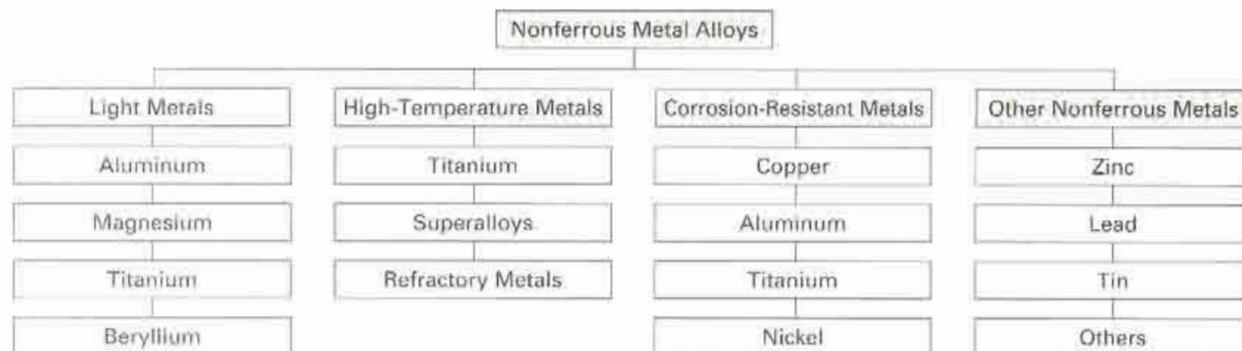 Nonferrous Metal Alloys
Light Metals
Aluminum
Magnesium
Titanium
Beryllium
High-Temperature Metals
Titanium
Superalloys
Refractory Metals
Corrosion-Resistant Metals
Copper
Aluminum
Titanium
Nickel
Other Nonferrous Metals
Zinc
Lead
Tin
Others